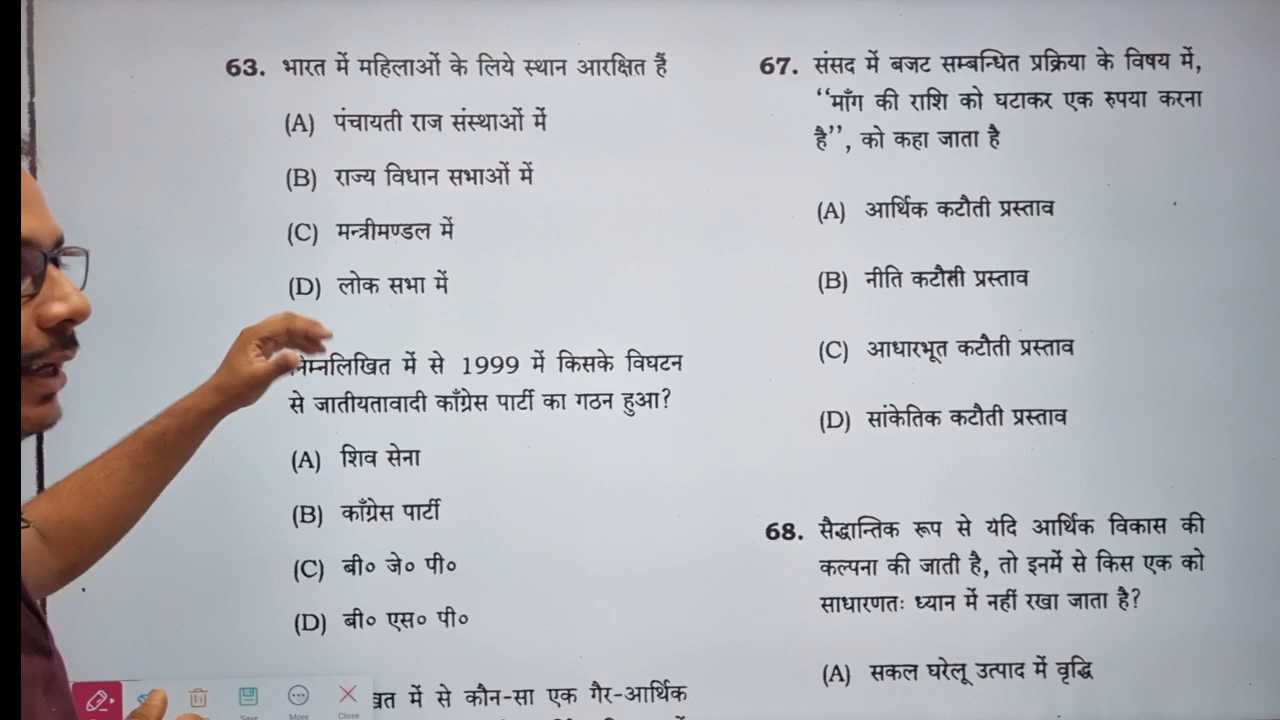 63. भारत में महिलाओं के लिये स्थान आरक्षित हैं
(A) पंचायती राज संस्थाओं में
(B) राज्य विधान सभाओं में
(C) मन्त्रीमण्डल में
(D) लोक सभा में
निम्नलिखित में से 1999 में किसके विघटन
से जातीयतावादी काँग्रेस पार्टी का गठन हुआ?
(A) शिव सेना
(B) काँग्रेस पार्टी
(C) बी० जे० पी०
(D) बी० एस० पी०
में से कौन-सा एक गैर-आर्थिक
67. संसद में बजट सम्बन्धित प्रक्रिया के विषय में,
“माँग की राशि को घटाकर एक रुपया करना
है”, को कहा जाता है
(A) आर्थिक कटौती प्रस्ताव
(B) नीति कटौती प्रस्ताव
(C) आधारभूत कटौती प्रस्ताव
(D) सांकेतिक कटौती प्रस्ताव
68. सैद्धान्तिक रूप से यदि आर्थिक विकास की
कल्पना की जाती है, तो इनमें से किस एक को
साधारणतः ध्यान में नहीं रखा जाता है?
(A) सकल घरेलू उत्पाद में वृद्धि
Save
More
Close